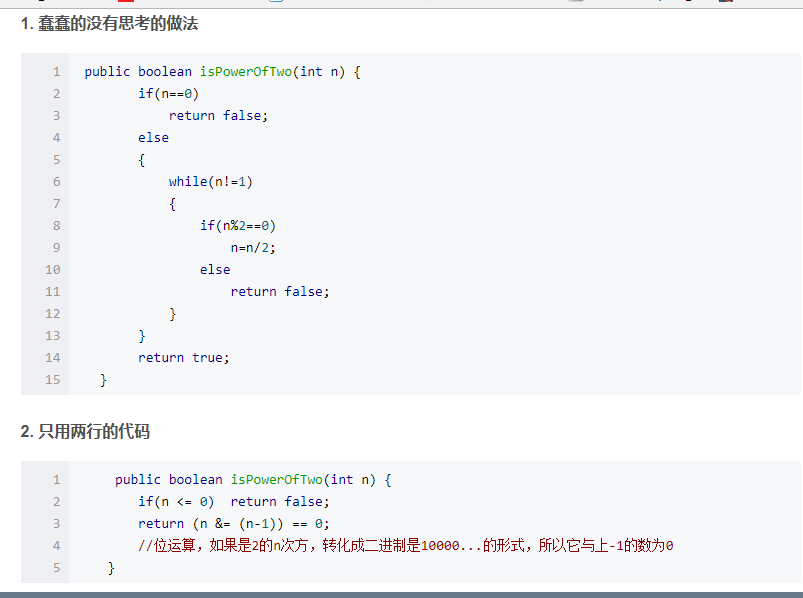 1. 蠢蠢的没有思考的做法
1 public boolean isPowerOfTwo(int n) {
2 if(n==0)
3 return false;
4 else
5 {
6 while(n!=1)
7 {
8 if(n%2==0)
9 n=n/2;
10 else
11 return false;
12 }
13 }
14 return true;
15 }
2. 只用两行的代码
1 public boolean isPowerOfTwo(int n) {
2 if(n <= 0) return false;
3 return (n &= (n-1)) == 0;
4 //位运算，如果是2的n次方，转化成二进制是10000...的形式，所以它与上-1的数为0
5 }